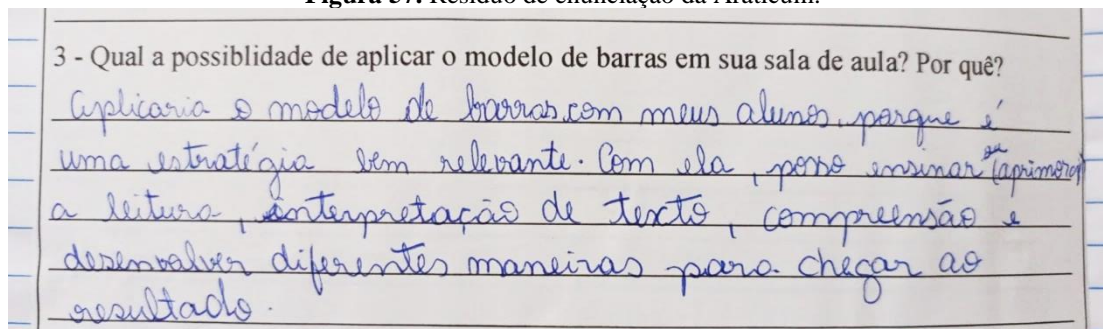 Figura 37. Resíduo de enunciação da Araticum.
3 - Qual a possiblidade de aplicar o modelo de barras em sua sala de aula? Por quê?
Aplicaria o modelo de barras com meus alunos, porque é
uma estratégia bem relevante. Com ela, posso ensinar ou (aprimorar)
a leitura, interpretação de texto, compreensão e
desenvolver diferentes maneiras para chegar ao
resultado.